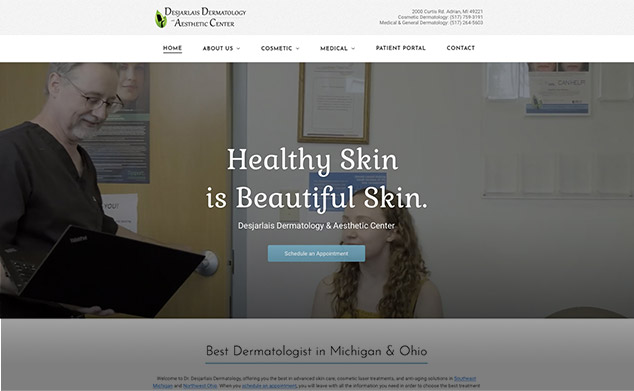 Desjarlais Dermatology
and Aesthetic Center
2000 Curtis Rd. Adrian, MI 49221
Cosmetic Dermatology: (517) 759-3191
Medical & General Dermatology: (517) 264-5603
HOME ABOUT US COSMETIC MEDICAL PATIENT PORTAL CONTACT
Healthy Skin
is Beautiful Skin.
Desjarlais Dermatology & Aesthetic Center
Schedule an Appointment
Best Dermatologist in Michigan & Ohio
Welcome to Dr. Desjarlais Dermatology, offering you the best in advanced skin care, cosmetic laser treatments, and anti-aging solutions in Southeast
Michigan and Northwest Ohio. When you schedule an appointment, you will leave with all the information you need in order to choose the best treatment